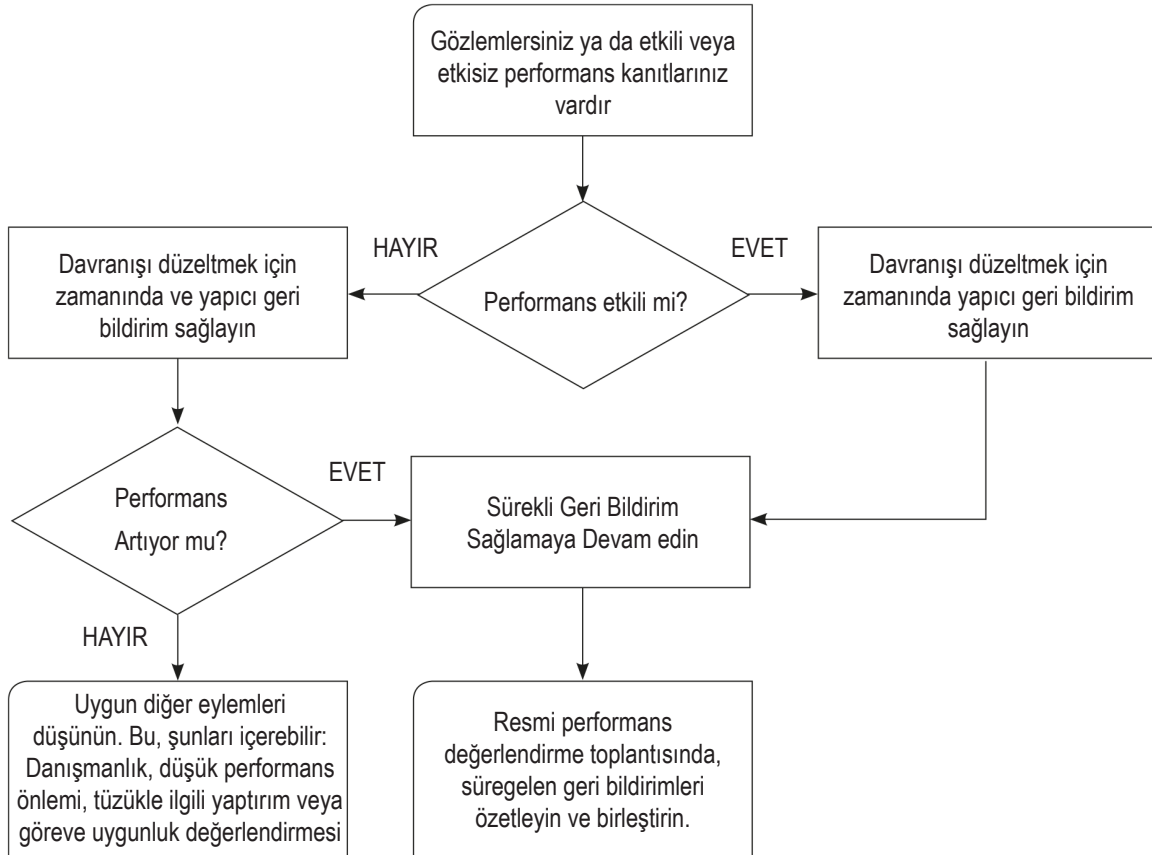 Gözlemlersiniz ya da etkili veya
etkisiz performans kanıtlarınız
vardır
HAYIR
EVET
Davranışı düzeltmek için
zamanında ve yapıcı geri
bildirim sağlayın
Performans etkili mi?
Davranışı düzeltmek için
zamanında yapıcı geri bildirim
sağlayın
Performans
Artıyor mu?
EVET
Sürekli Geri Bildirim
Sağlamaya Devam edin
HAYIR
Uygun diğer eylemleri
düşünün. Bu, şunları içerebilir:
Danışmanlık, düşük performans
önlemi, tüzükle ilgili yaptırım veya
göreve uygunluk değerlendirmesi
Resmi performans
değerlendirme toplantısında,
süregelen geri bildirimleri
özetleyin ve birleştirin.